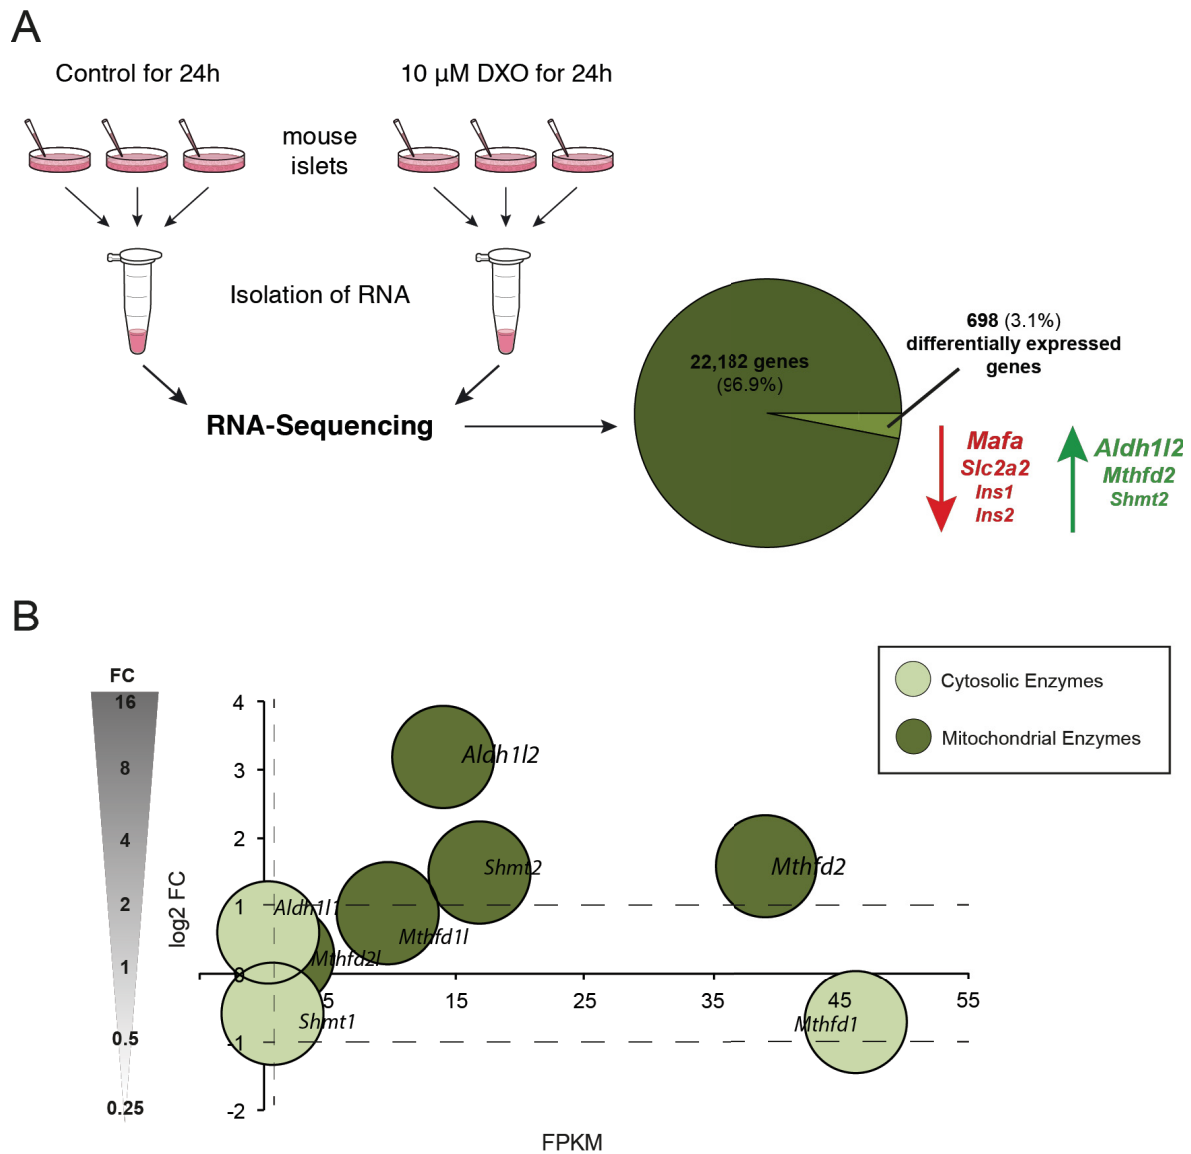 A
Control for 24h
10 µM DXO for 24h
mouse
islets
Isolation of RNA
RNA-Sequencing
22,182 genes
(96.9%)
698 (3.1%)
differentially expressed
genes
Mafa
Slc2a2
Ins1
Ins2
Aldh1l2
Mthfd2
Shmt2
B
FC
16
8
4
2
1
0.5
0.25
log2 FC
4
3
2
1
0
-1
-2
5
15
25
35
45
55
FPKM
Aldh1l2
Shmt2
Mthfd2
Aldh1l1
Mthfd1l
Mthfd2l
Shmt1
Mthfd1
Cytosolic Enzymes
Mitochondrial Enzymes